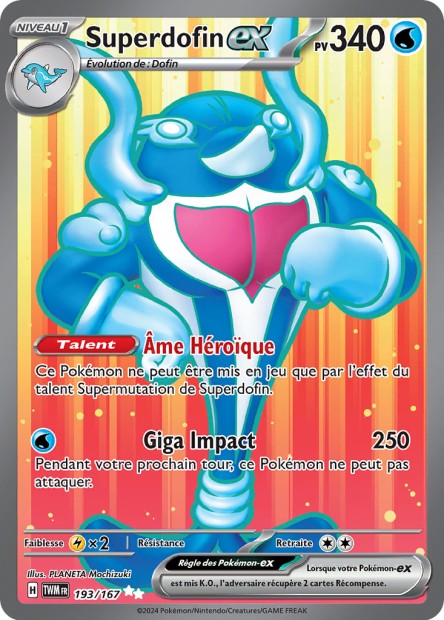 NIVEAU 1
Superdofin ex
PV 340
Évolution de : Dofin
Talent Âme Héroïque
Ce Pokémon ne peut être mis en jeu que par l'effet du
talent Supermutation de Superdofin.
Giga Impact 250
Pendant votre prochain tour, ce Pokémon ne peut pas
attaquer.
Faiblesse ×2 Résistance Retraite
Règle des Pokémon-ex Lorsque votre Pokémon-ex
est mis K.O., l'adversaire récupère 2 cartes Récompense.
Illus. PLANETA Mochizuki
H TWM FR 193/167
©2024 Pokémon/Nintendo/Creatures/GAME FREAK